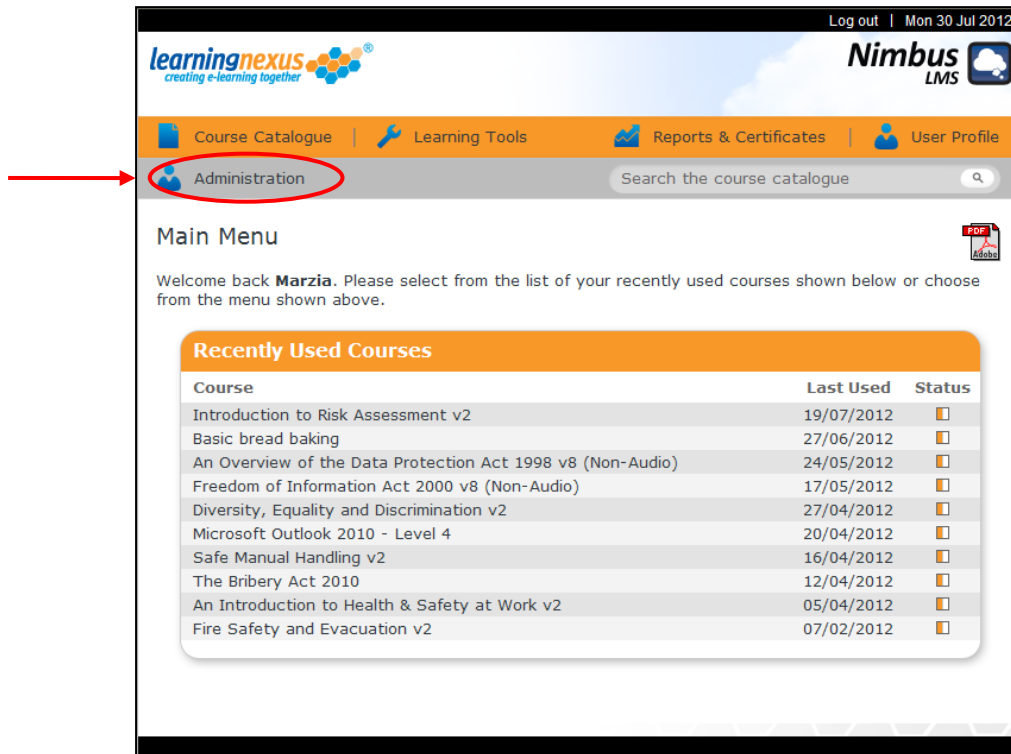 Log out | Mon 30 Jul 2012
learningnexus®
creating e-learning together
Nimbus
LMS
Course Catalogue | Learning Tools Reports & Certificates | User Profile
Administration Search the course catalogue
Main Menu
PDF
Adobe
Welcome back Marzia. Please select from the list of your recently used courses shown below or choose
from the menu shown above.
Recently Used Courses
Course Last Used Status
Introduction to Risk Assessment v2 19/07/2012
Basic bread baking 27/06/2012
An Overview of the Data Protection Act 1998 v8 (Non-Audio) 24/05/2012
Freedom of Information Act 2000 v8 (Non-Audio) 17/05/2012
Diversity, Equality and Discrimination v2 27/04/2012
Microsoft Outlook 2010 - Level 4 20/04/2012
Safe Manual Handling v2 16/04/2012
The Bribery Act 2010 12/04/2012
An Introduction to Health & Safety at Work v2 05/04/2012
Fire Safety and Evacuation v2 07/02/2012